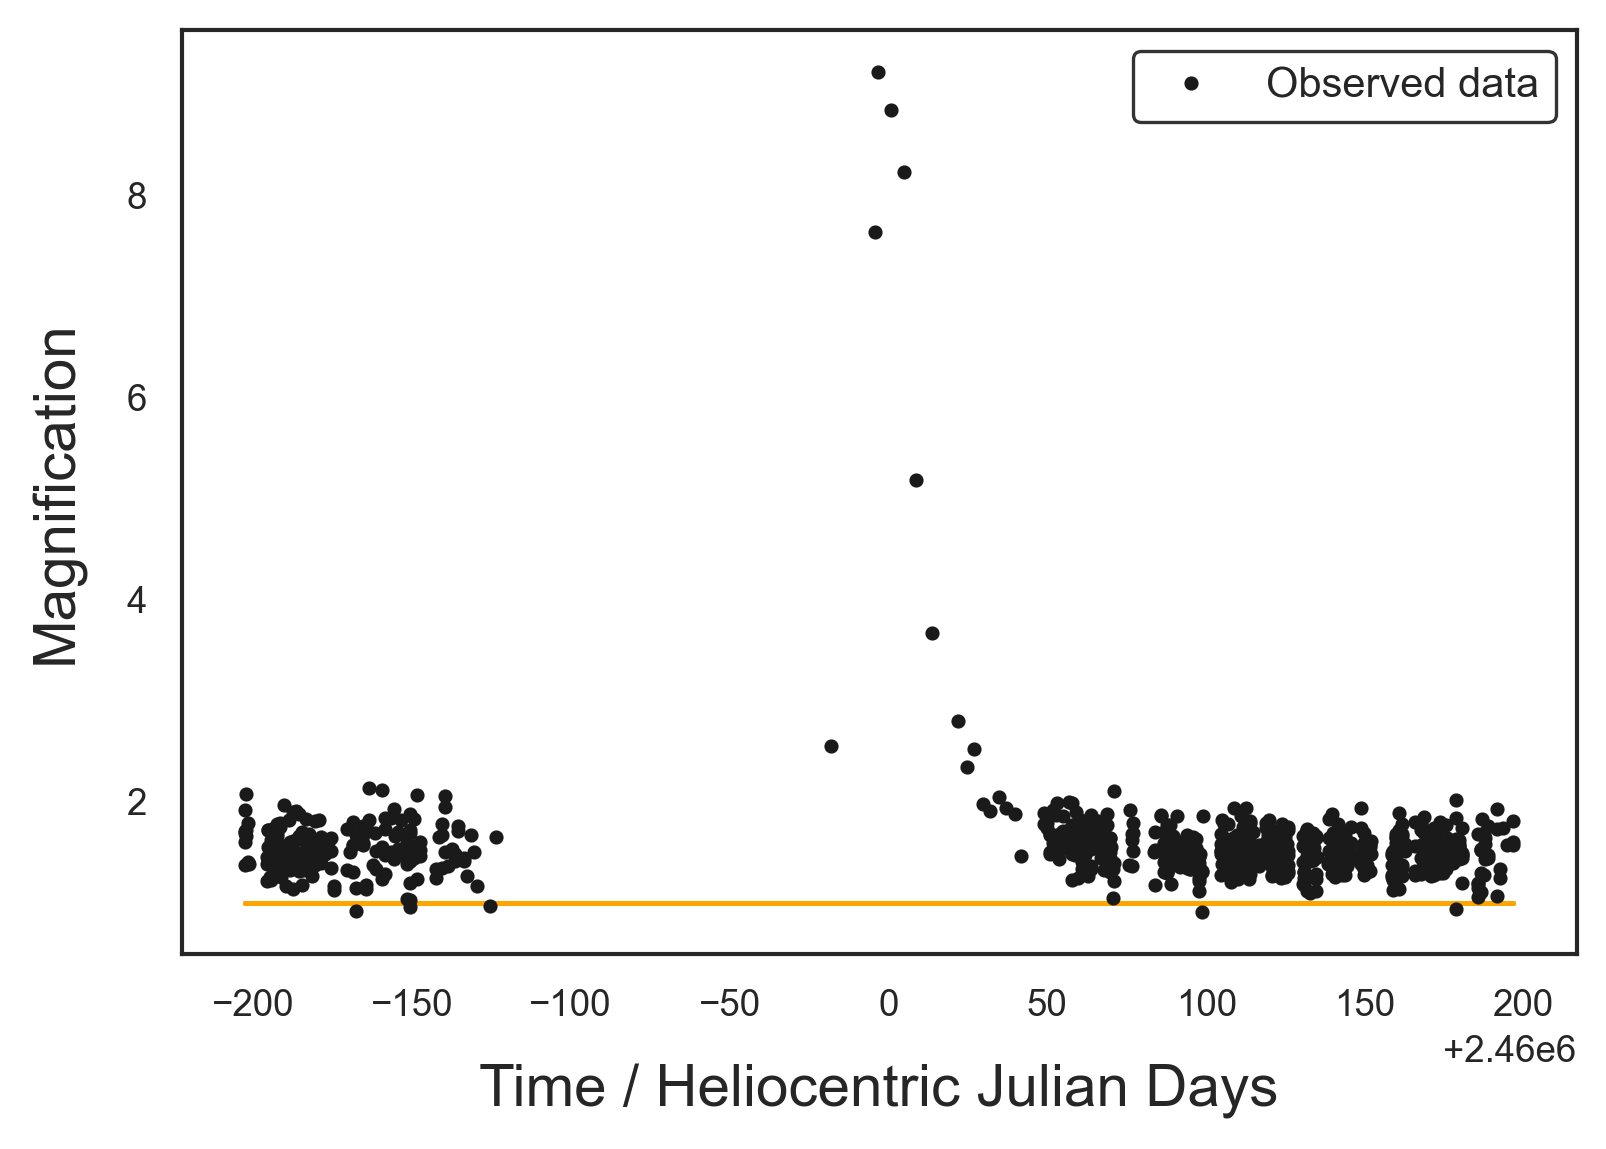 Observed data
Magnification
8
6
4
2
−200 −150 −100 −50 0 50 100 150 200
+2.46e6
Time / Heliocentric Julian Days